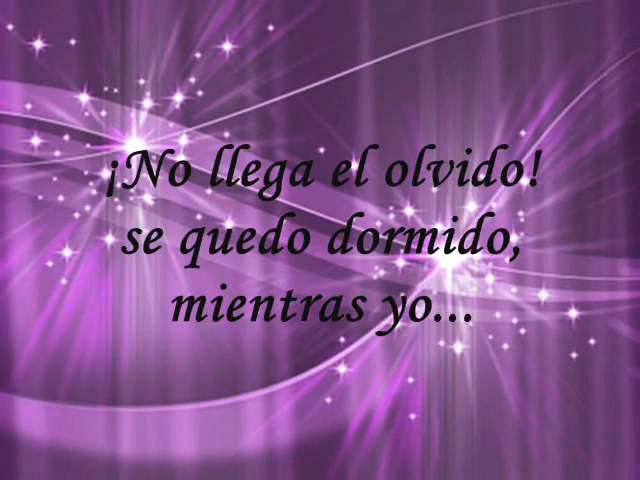 ¡No llega el olvido!
se quedo dormido,
mientras yo...